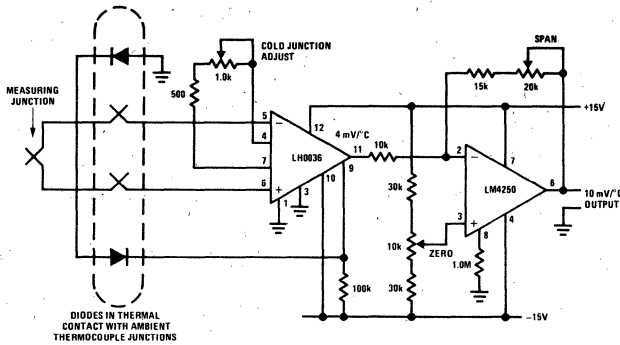 COLD JUNCTION
ADJUST
1.0k
500
MEASURING
JUNCTION
5
4
7
6
12
4 mV/°C
LH0036
11
10
9
1
3
10k
30k
10k
ZERO
30k
100k
SPAN
15k
20k
+15V
2
7
LM4250
6
3
8
4
1.0M
10 mV/°C
OUTPUT
−15V
DIODES IN THERMAL
CONTACT WITH AMBIENT
THERMOCOUPLE JUNCTIONS